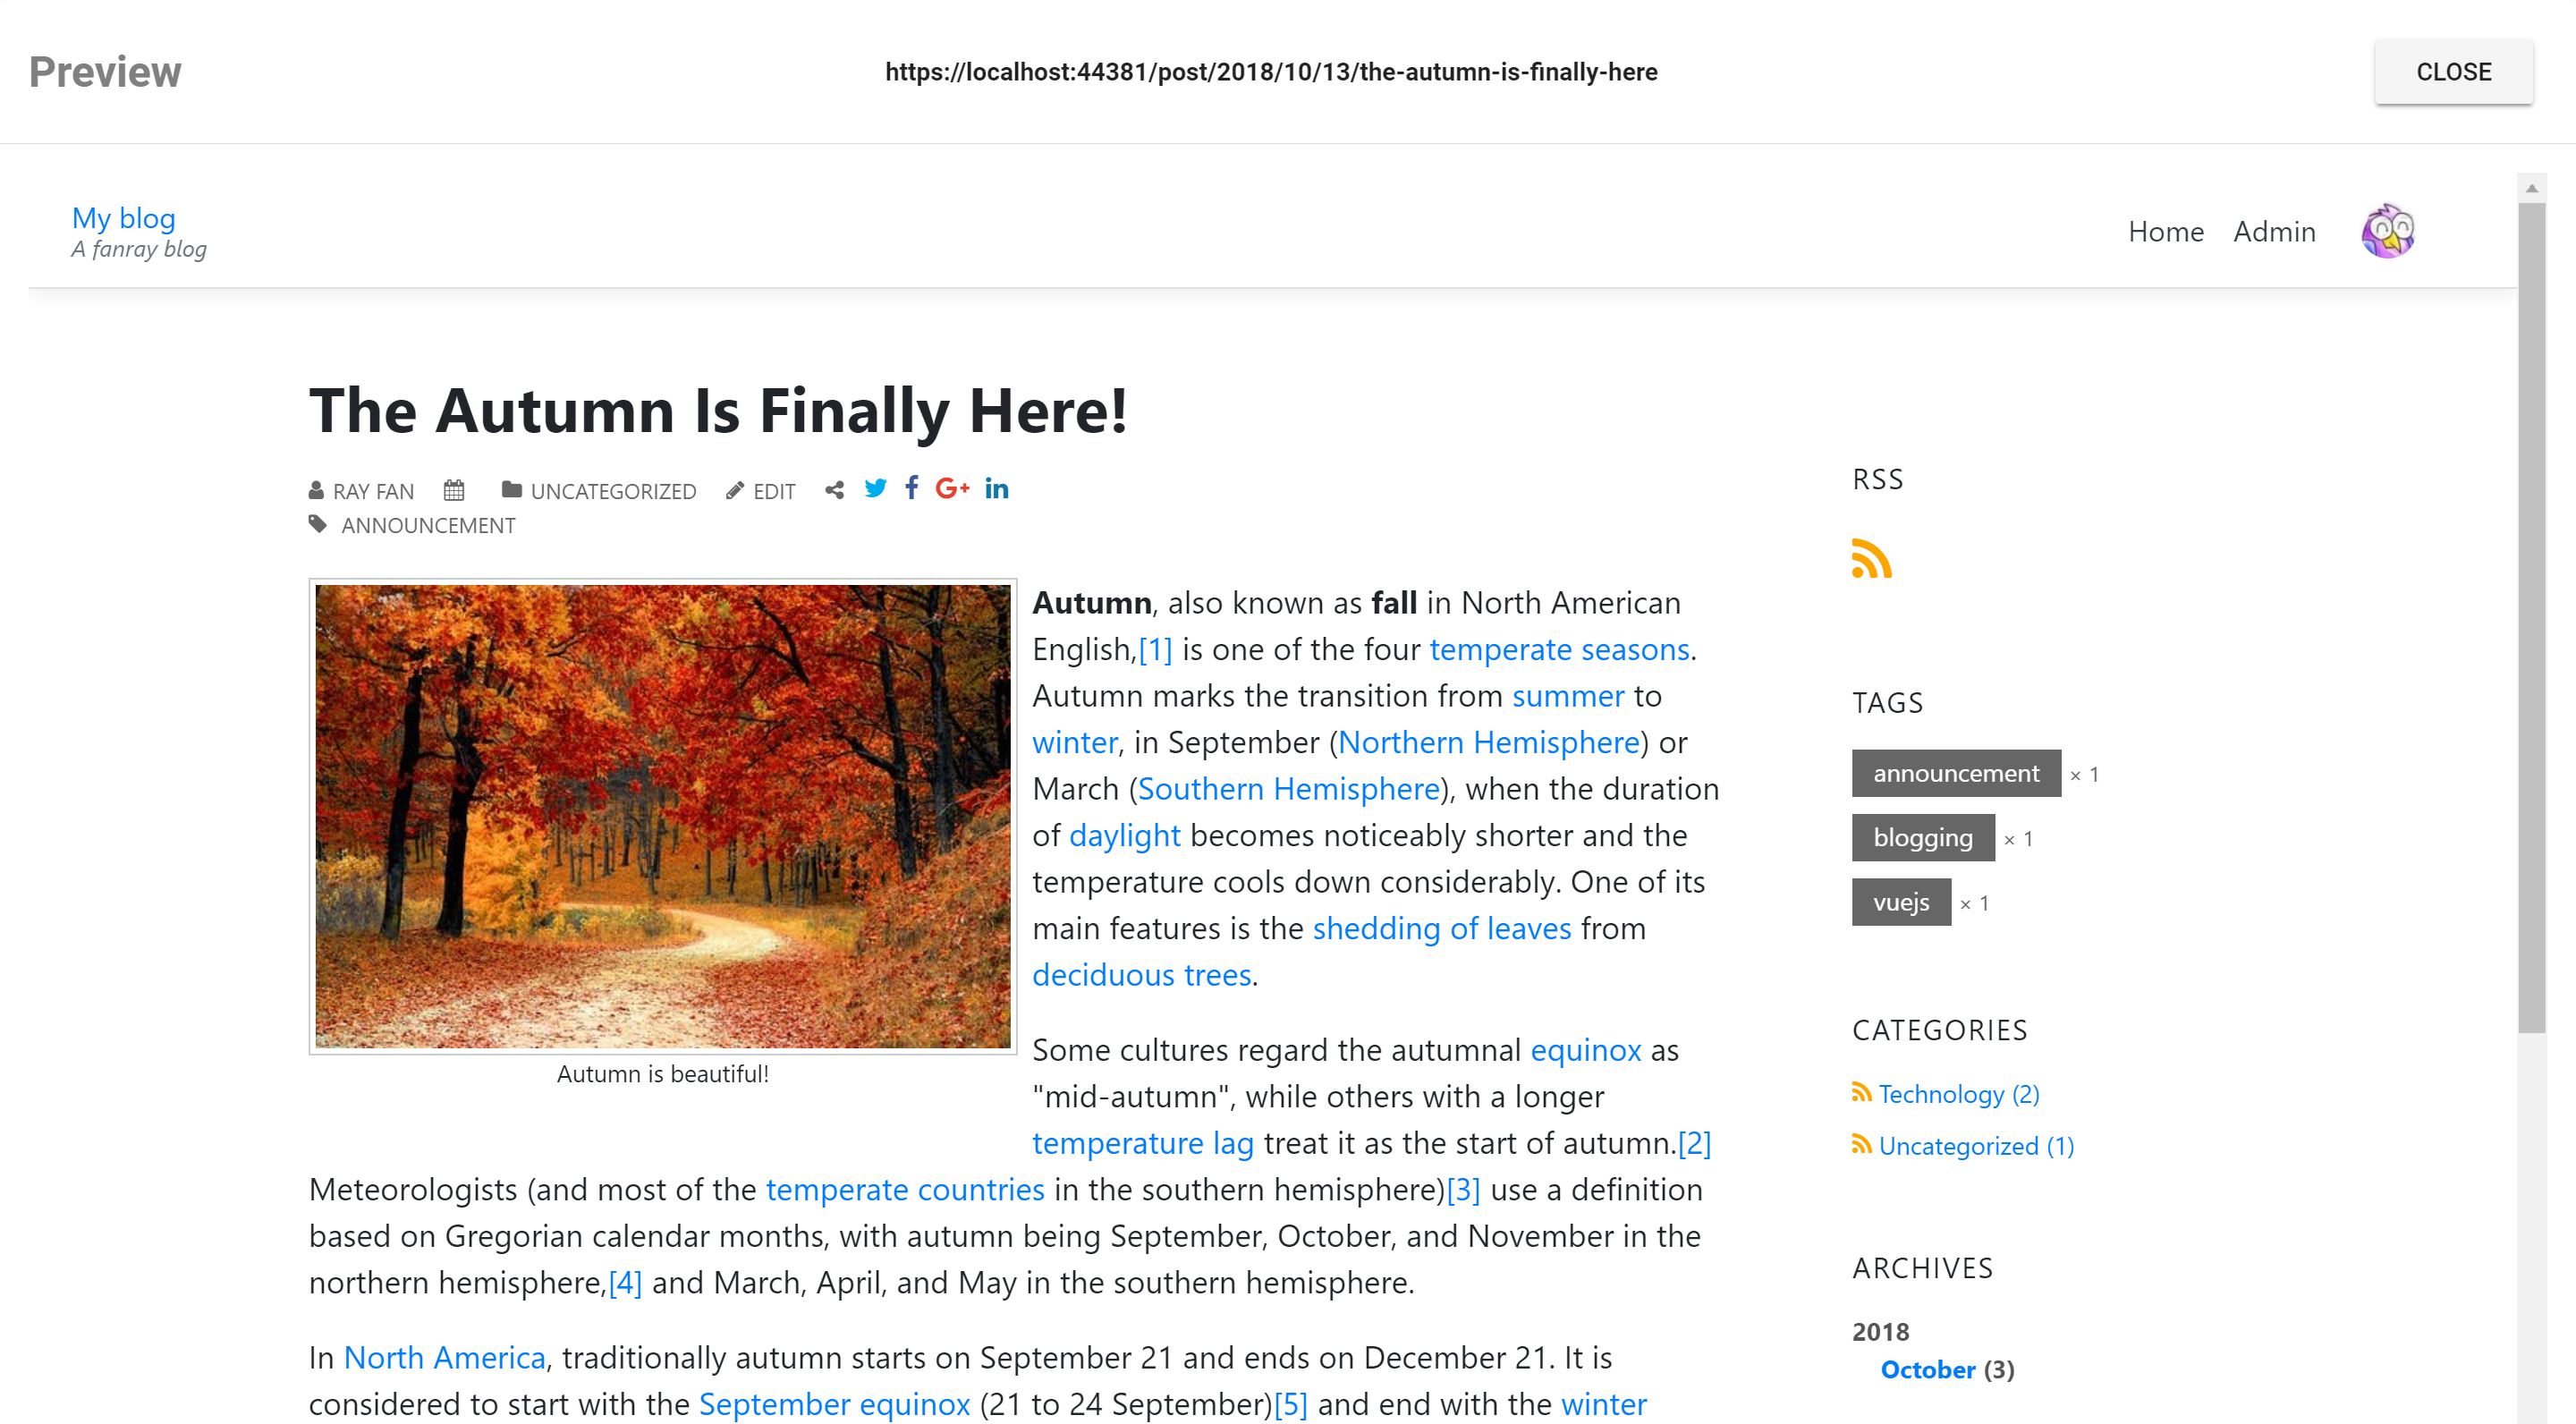 Preview
https://localhost:44381/post/2018/10/13/the-autumn-is-finally-here
CLOSE
My blog
A fanray blog
Home Admin
The Autumn Is Finally Here!
RAY FAN UNCATEGORIZED EDIT
ANNOUNCEMENT
Autumn, also known as fall in North American
English,[1] is one of the four temperate seasons.
Autumn marks the transition from summer to
winter, in September (Northern Hemisphere) or
March (Southern Hemisphere), when the duration
of daylight becomes noticeably shorter and the
temperature cools down considerably. One of its
main features is the shedding of leaves from
deciduous trees.
Autumn is beautiful!
Some cultures regard the autumnal equinox as
"mid-autumn", while others with a longer
temperature lag treat it as the start of autumn.[2]
Meteorologists (and most of the temperate countries in the southern hemisphere)[3] use a definition
based on Gregorian calendar months, with autumn being September, October, and November in the
northern hemisphere,[4] and March, April, and May in the southern hemisphere.
In North America, traditionally autumn starts on September 21 and ends on December 21. It is
considered to start with the September equinox (21 to 24 September)[5] and end with the winter
RSS
TAGS
announcement × 1
blogging × 1
vuejs × 1
CATEGORIES
Technology (2)
Uncategorized (1)
ARCHIVES
2018
October (3)